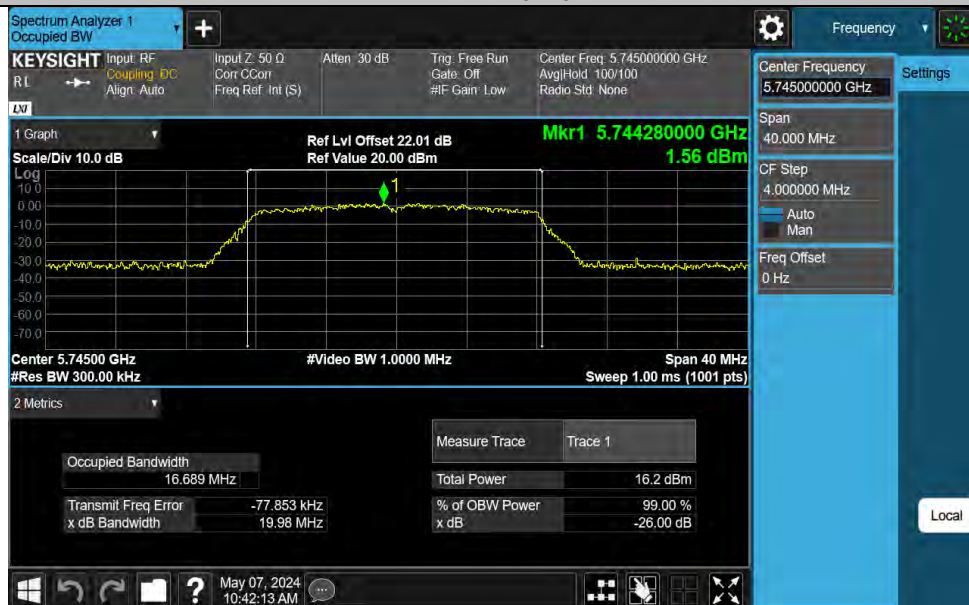 Spectrum Analyzer 1
Occupied BW
+
Frequency
KEYSIGHT
Input: RF
Coupling: DC
Align: Auto
Input Z: 50 Ω
Corr CCorr
Freq Ref: Int (S)
Atten: 30 dB
Trig: Free Run
Gate: Off
#IF Gain: Low
Center Freq: 5.745000000 GHz
Avg|Hold: 100/100
Radio Std: None
LXI
1 Graph
Scale/Div 10.0 dB
Ref Lvl Offset 22.01 dB
Ref Value 20.00 dBm
Mkr1 5.744280000 GHz
1.56 dBm
Log
10.0
0.00
-10.0
-20.0
-30.0
-40.0
-50.0
-60.0
-70.0
1
Center 5.74500 GHz
#Res BW 300.00 kHz
#Video BW 1.0000 MHz
Span 40 MHz
Sweep 1.00 ms (1001 pts)
2 Metrics
Occupied Bandwidth
16.689 MHz
Transmit Freq Error -77.853 kHz
x dB Bandwidth 19.98 MHz
Measure Trace Trace 1
Total Power 16.2 dBm
% of OBW Power 99.00 %
x dB -26.00 dB
Center Frequency
5.745000000 GHz
Settings
Span
40.000 MHz
CF Step
4.000000 MHz
Auto
Man
Freq Offset
0 Hz
Local
?
May 07, 2024
10:42:13 AM